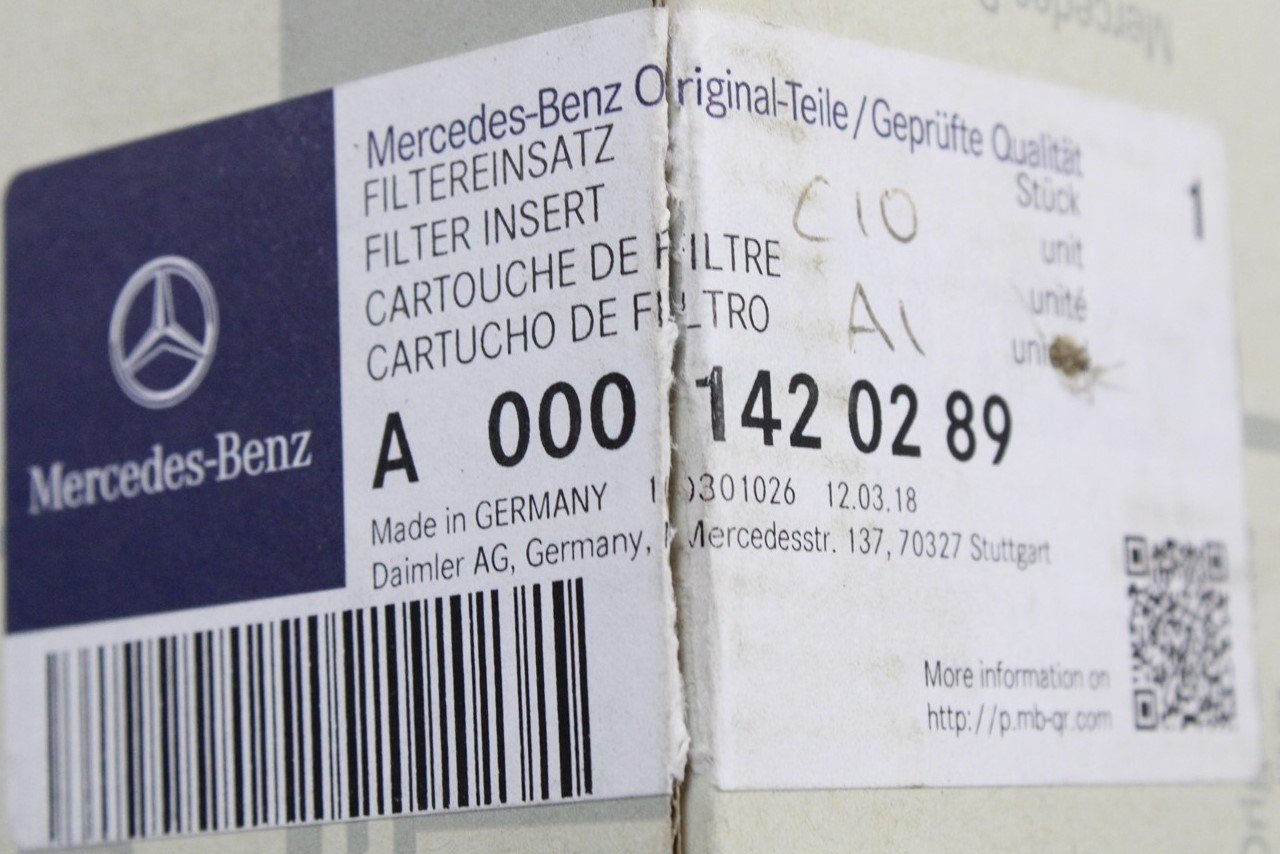 Mercedes-Benz
Mercedes-Benz Original-Teile/Geprüfte Qualität
FILTEREINSATZ Stück 1
FILTER INSERT unit
CARTOUCHE DE FILTRE unité
CARTUCHO DE FILTRO
C10
A1
A 000 142 02 89
Made in GERMANY 12.03.18
Daimler AG, Germany, Mercedesstr. 137, 70327 Stuttgart
More information on
http://p.mb-qr.com